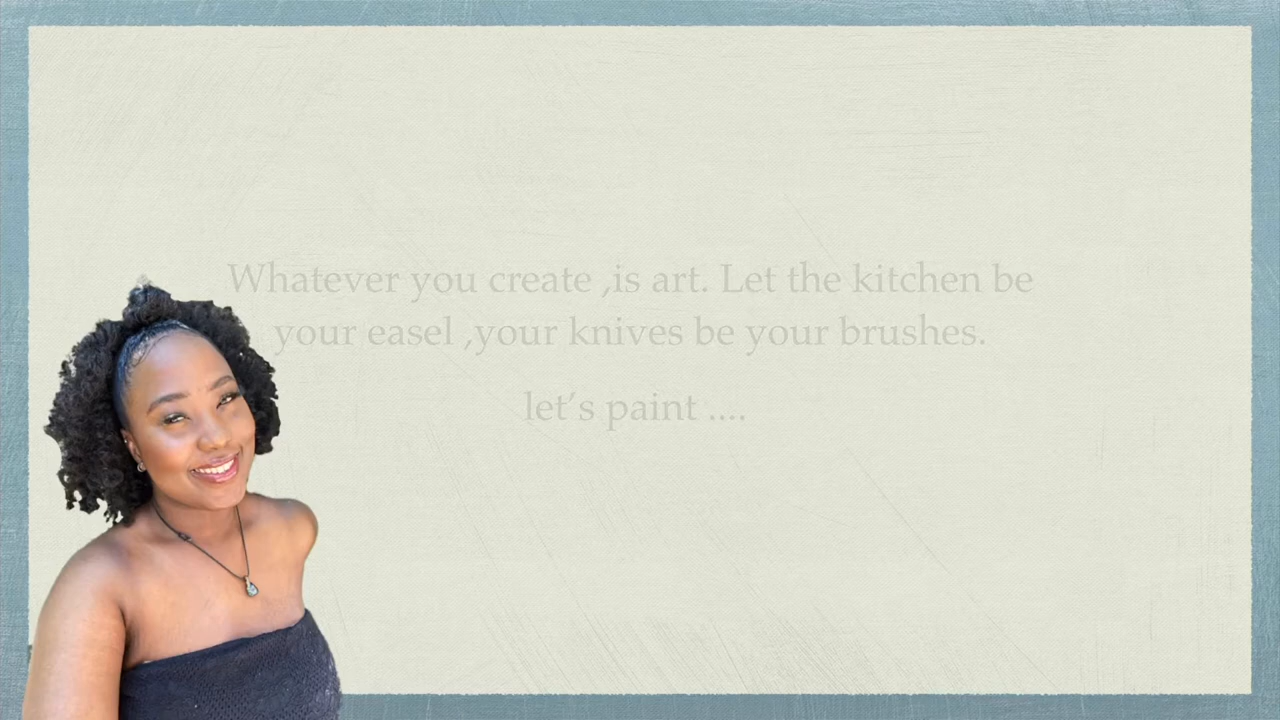 Whatever you create ,is art. Let the kitchen be
your easel ,your knives be your brushes.
let’s paint ....